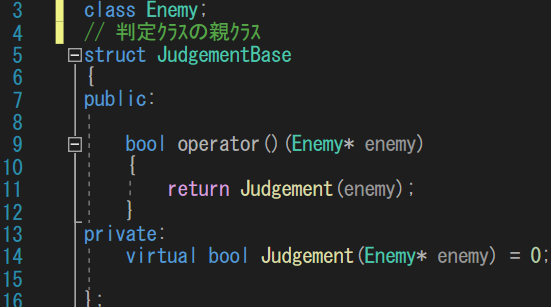 3 class Enemy;
4 // 判定ｸﾗｽの親ｸﾗｽ
5 struct JudgementBase
6 {
7 public:
8
9 bool operator()(Enemy* enemy)
10 {
11 return Judgement(enemy);
12 }
13 private:
14 virtual bool Judgement(Enemy* enemy) = 0;
15
16 };